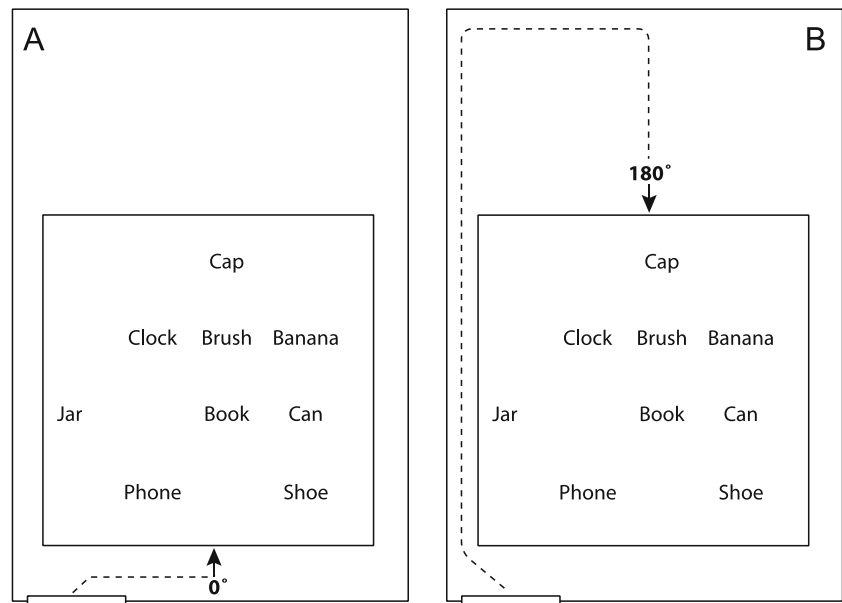 A
Cap
Clock Brush Banana
Jar Book Can
Phone Shoe
0°
B
180°
Cap
Clock Brush Banana
Jar Book Can
Phone Shoe